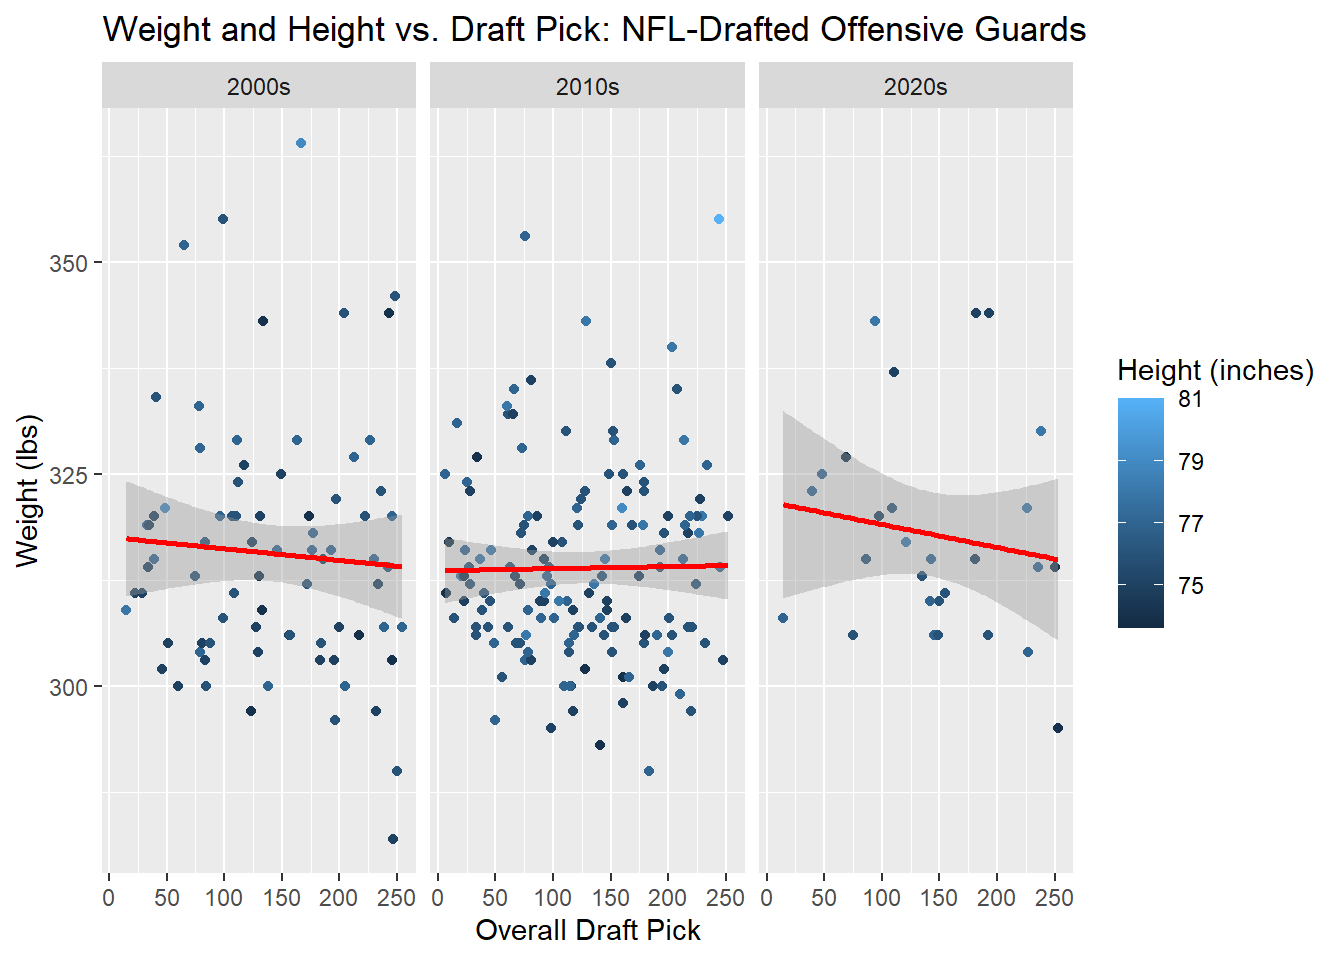 Weight and Height vs. Draft Pick: NFL-Drafted Offensive Guards
2000s 2010s 2020s
350
325
300
Weight (lbs)
0 50 100 150 200 250 0 50 100 150 200 250 0 50 100 150 200 250
Overall Draft Pick
Height (inches)
81
79
77
75